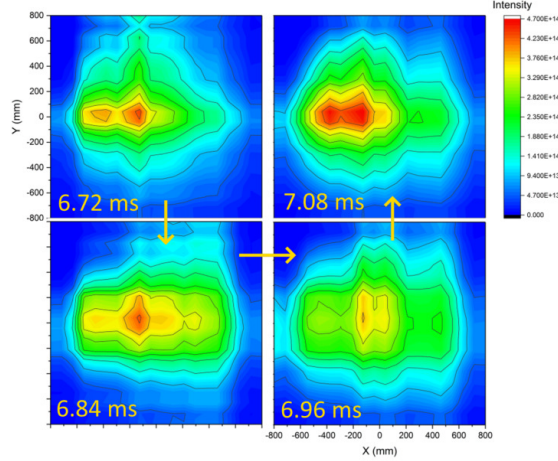 Intensity
4.700E+14
4.230E+14
3.760E+14
3.290E+14
2.820E+14
2.350E+14
1.880E+14
1.410E+14
9.400E+13
4.700E+13
0.000
800
600
400
200
0
-200
-400
-600
-800
Y (mm)
6.72 ms
7.08 ms
6.84 ms
6.96 ms
-800 -600 -400 -200 0 200 400 600 800
X (mm)